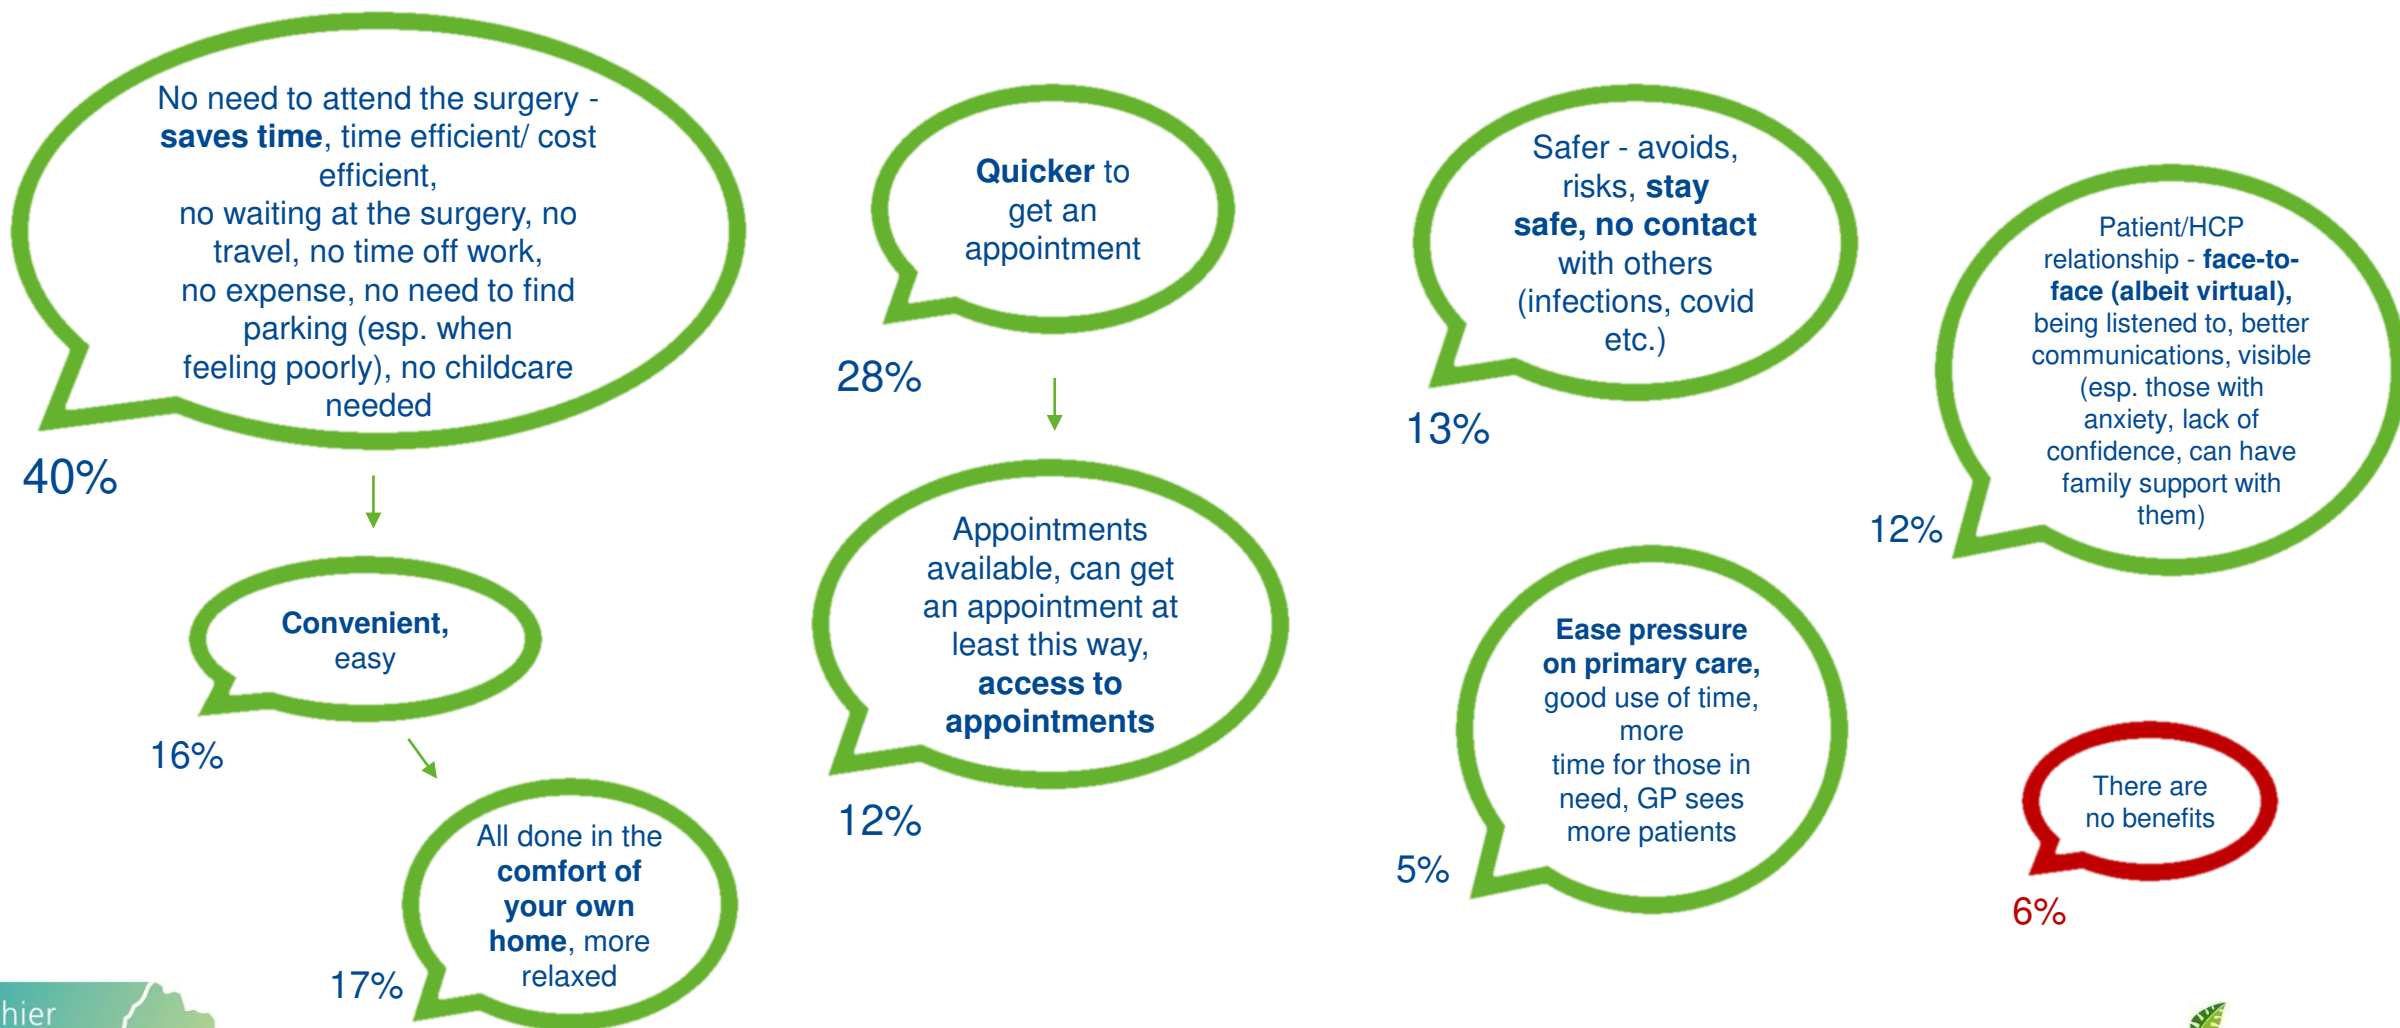 No need to attend the surgery -
saves time, time efficient/ cost
efficient,
no waiting at the surgery, no
travel, no time off work,
no expense, no need to find
parking (esp. when
feeling poorly), no childcare
needed
40%
Convenient,
easy
16%
All done in the
comfort of
your own
home, more
relaxed
17%
Quicker to
get an
appointment
28%
Appointments
available, can get
an appointment at
least this way,
access to
appointments
12%
Safer - avoids,
risks, stay
safe, no contact
with others
(infections, covid
etc.)
13%
Ease pressure
on primary care,
good use of time,
more
time for those in
need, GP sees
more patients
5%
Patient/HCP
relationship - face-to-
face (albeit virtual),
being listened to, better
communications, visible
(esp. those with
anxiety, lack of
confidence, can have
family support with
them)
12%
There are
no benefits
6%
hier